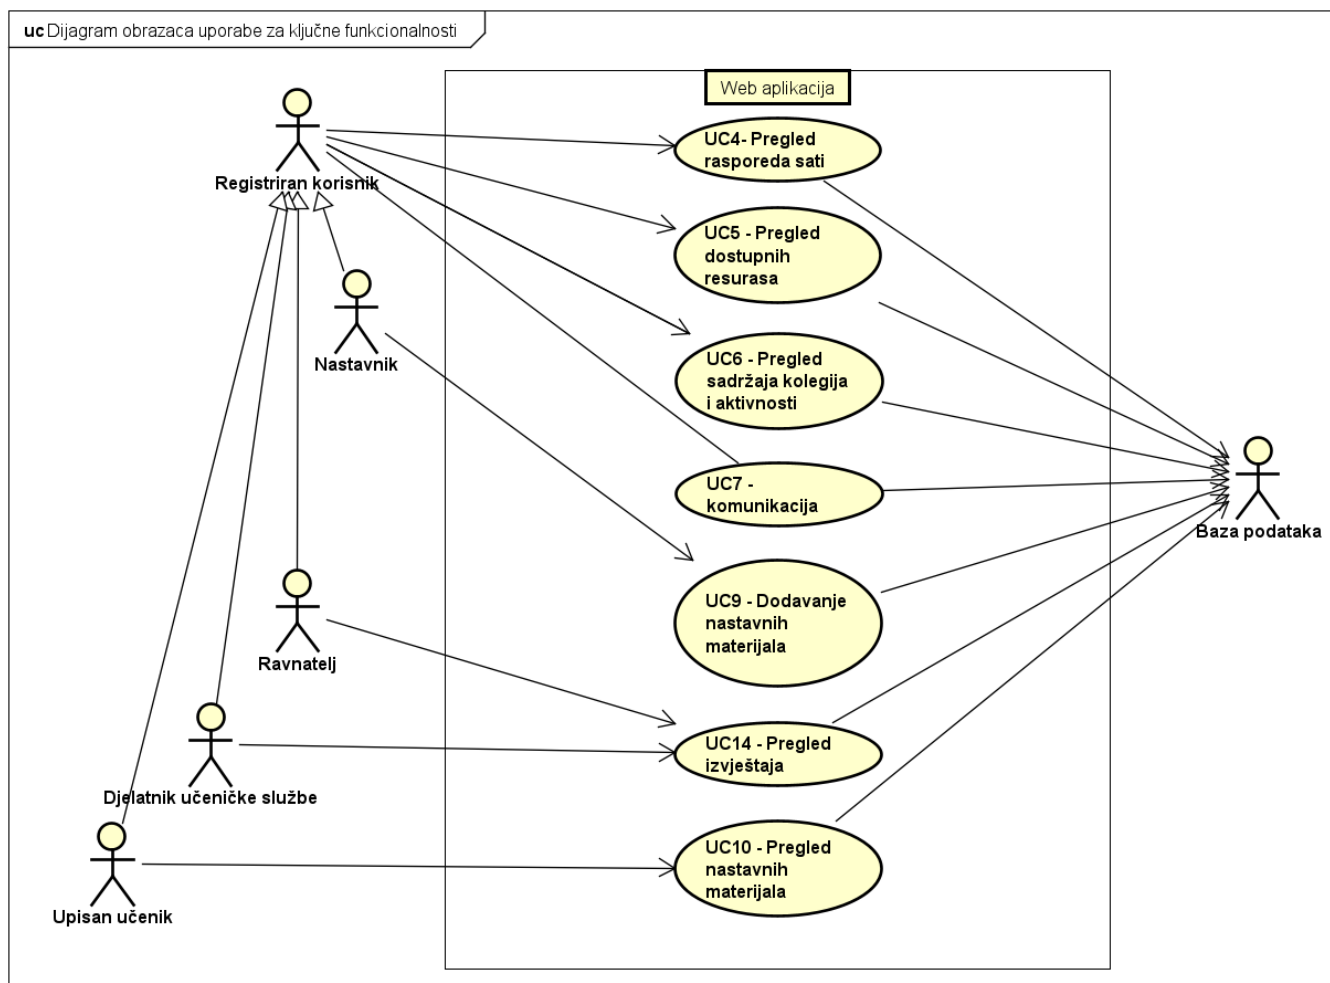 uc Dijagram obrazaca uporabe za ključne funkcionalnosti
Web aplikacija
Registriran korisnik
UC4- Pregled
rasporeda sati
UC5 - Pregled
dostupnih
resurasa
Nastavnik
UC6 - Pregled
sadržaja kolegija
i aktivnosti
UC7 -
komunikacija
Baza podataka
UC9 - Dodavanje
nastavnih
materijala
Ravnatelj
UC14 - Pregled
izvještaja
Djelatnik učeničke službe
UC10 - Pregled
nastavnih
materijala
Upisan učenik